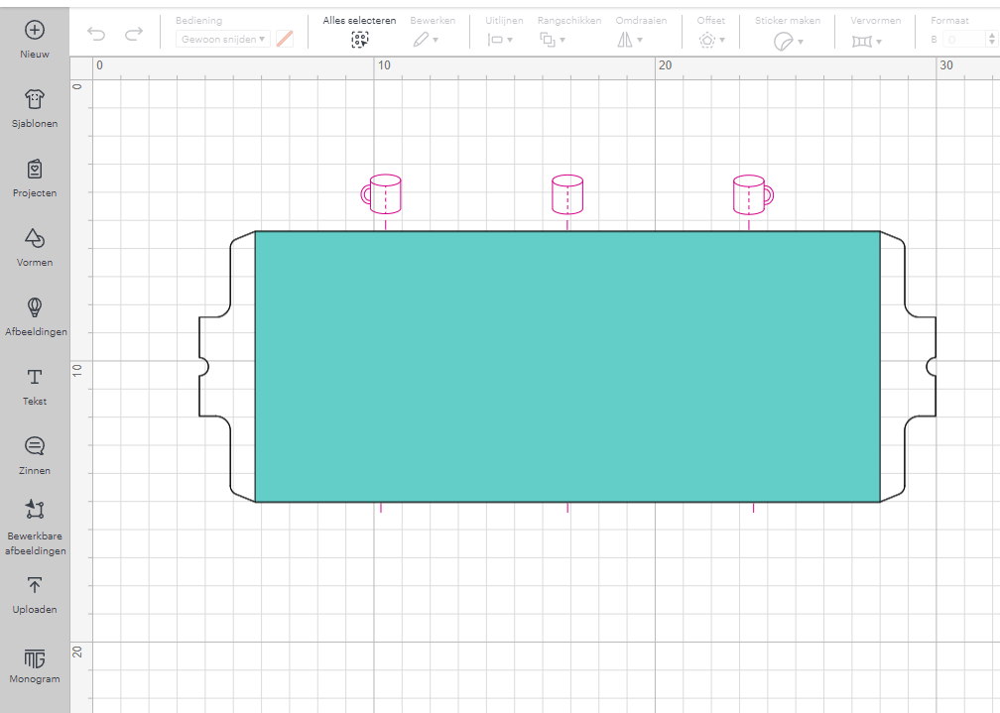 Nieuw
Sjablonen
Projecten
Vormen
Afbeeldingen
Tekst
Zinnen
Bewerkbare
afbeeldingen
Uploaden
MG
Monogram
Bediening
Gewoon snijden
Alles selecteren
Bewerken
Uitlijnen
Rangschikken
Omdraaien
Offset
Sticker maken
Vervormen
Formaat
B 0
0 10 20 30
0
10
20